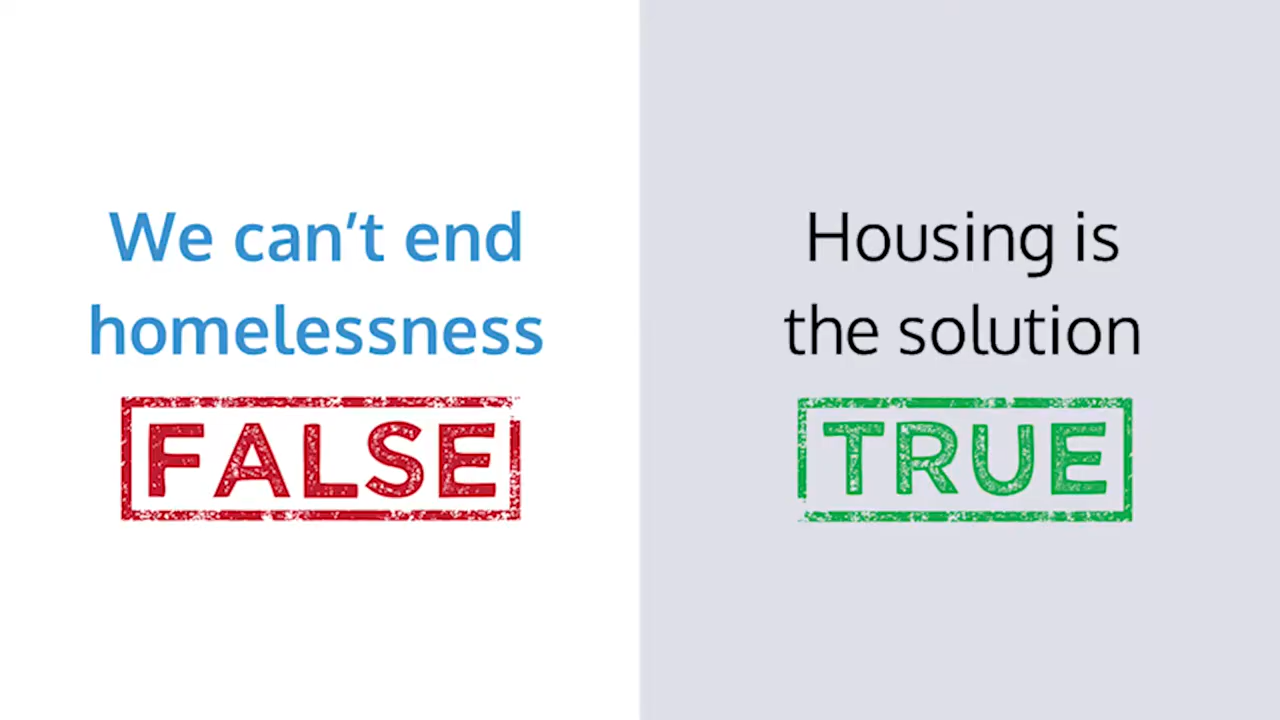 We can’t end
homelessness
FALSE
Housing is
the solution
TRUE